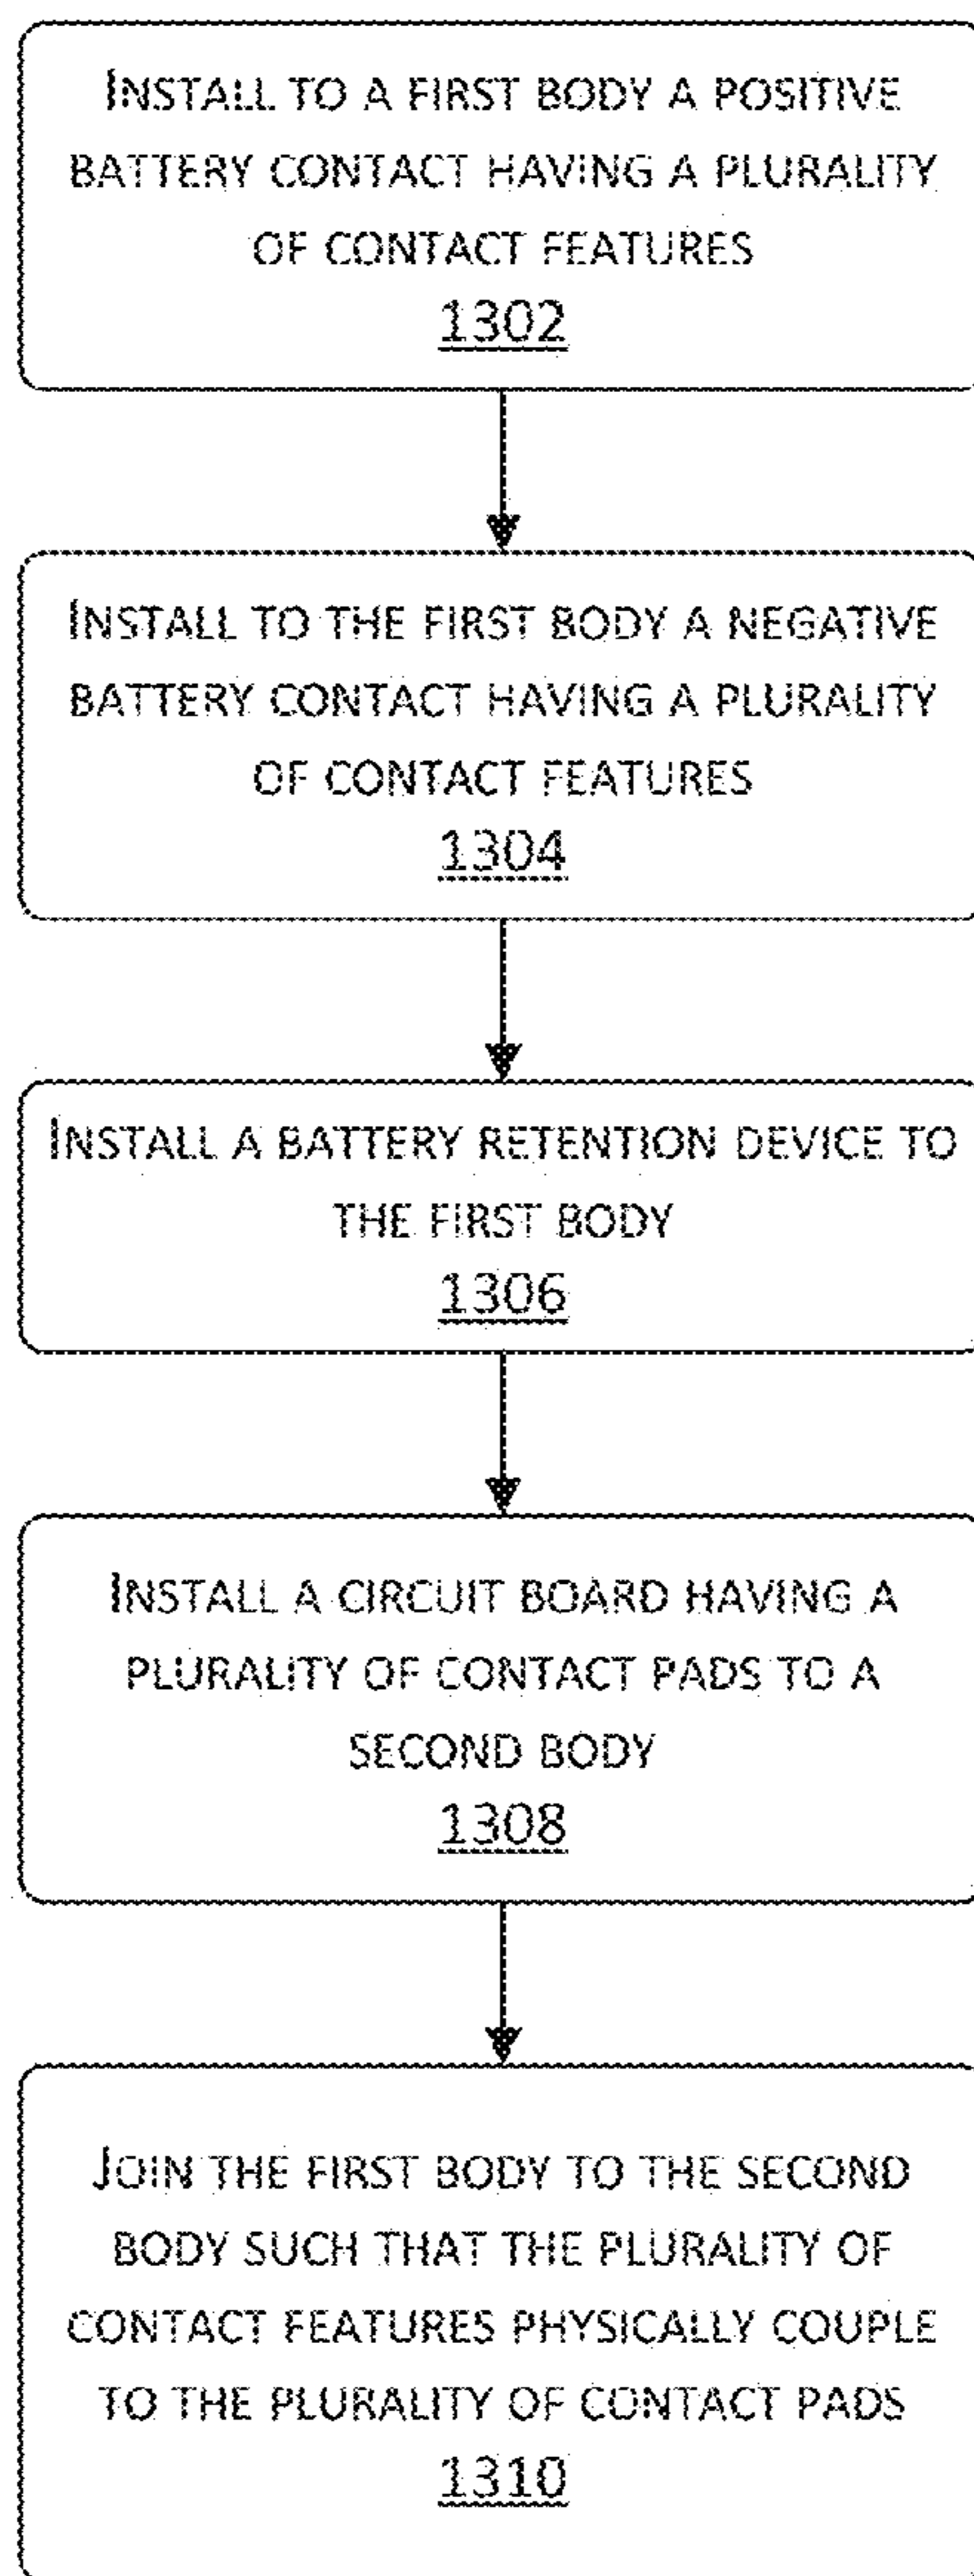 INSTALL TO A FIRST BODY A POSITIVE
BATTERY CONTACT HAVING A PLURALITY
OF CONTACT FEATURES
1302
INSTALL TO THE FIRST BODY A NEGATIVE
BATTERY CONTACT HAVING A PLURALITY
OF CONTACT FEATURES
1304
INSTALL A BATTERY RETENTION DEVICE TO
THE FIRST BODY
1306
INSTALL A CIRCUIT BOARD HAVING A
PLURALITY OF CONTACT PADS TO A
SECOND BODY
1308
JOIN THE FIRST BODY TO THE SECOND
BODY SUCH THAT THE PLURALITY OF
CONTACT FEATURES PHYSICALLY COUPLE
TO THE PLURALITY OF CONTACT PADS
1310